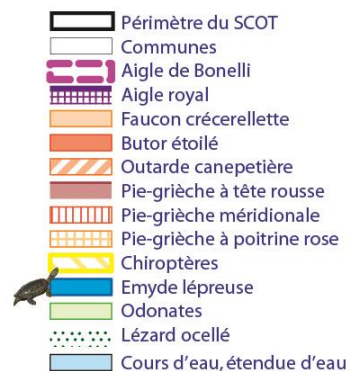 Périmètre du SCOT
Communes
Aigle de Bonelli
Aigle royal
Faucon crécerellette
Butor étoilé
Outarde canepetière
Pie-grièche à tête rousse
Pie-grièche méridionale
Pie-grièche à poitrine rose
Chiroptères
Emyde lépreuse
Odonates
Lézard ocellé
Cours d'eau, étendue d'eau